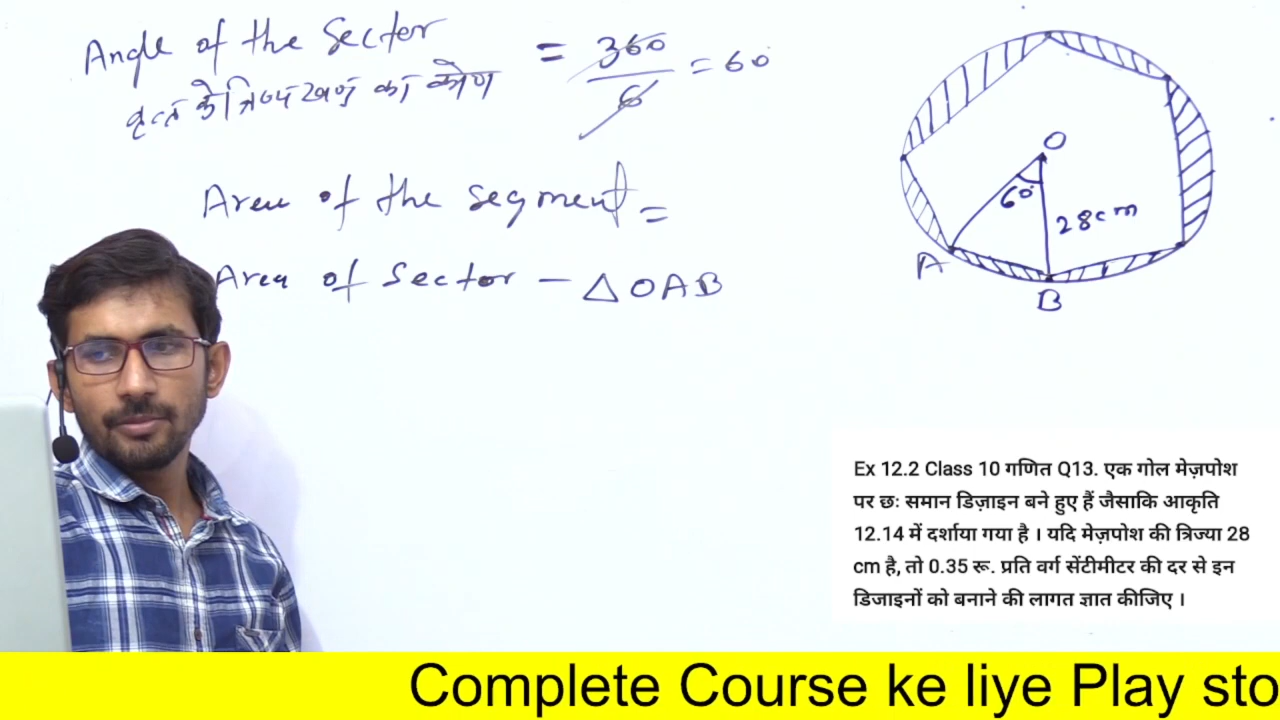 Angle of the Sector = 360/6 = 60°
वृत्त के त्रिज्यखण्ड का कोण
Area of the segment =
Area of Sector - △OAB
O
60°
28cm
A
B
Ex 12.2 Class 10 गणित Q13. एक गोल मेज़पोश
पर छः समान डिज़ाइन बने हुए हैं जैसाकि आकृति
12.14 में दर्शाया गया है । यदि मेज़पोश की त्रिज्या 28
cm है, तो 0.35 रू. प्रति वर्ग सेंटीमीटर की दर से इन
डिजाइनों को बनाने की लागत ज्ञात कीजिए ।
Complete Course ke liye Play sto